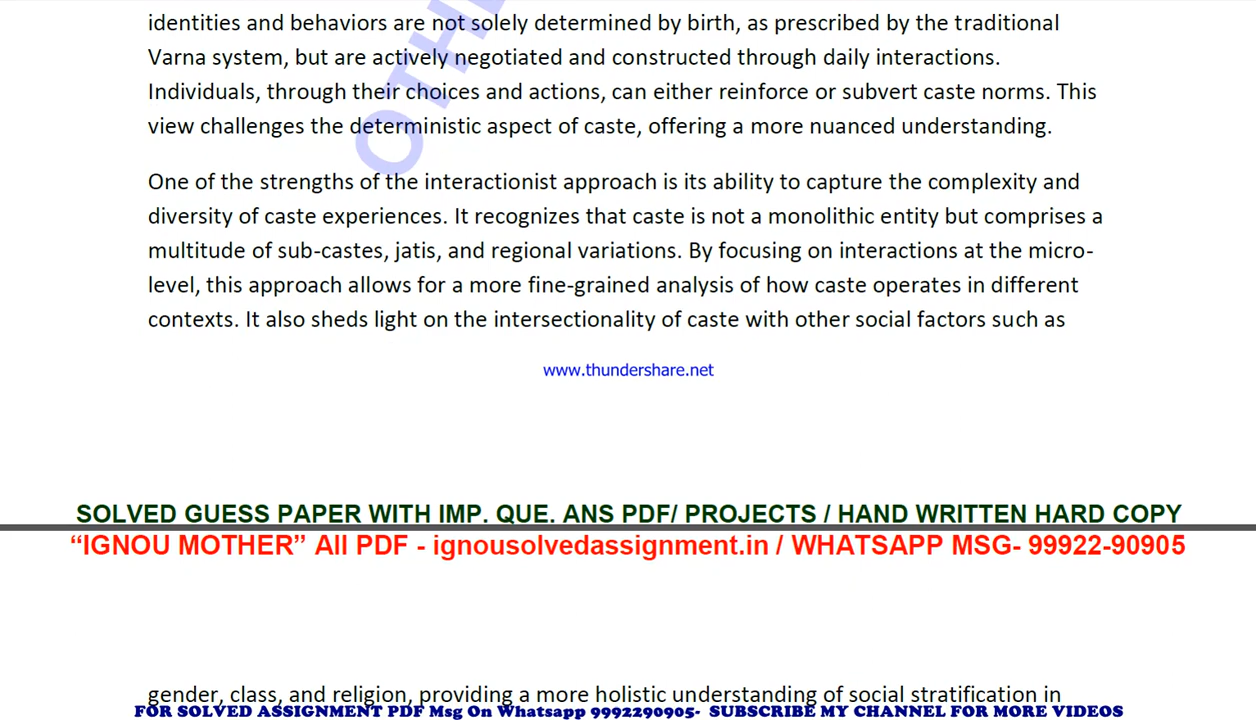 identities and behaviors are not solely determined by birth, as prescribed by the traditional
Varna system, but are actively negotiated and constructed through daily interactions.
Individuals, through their choices and actions, can either reinforce or subvert caste norms. This
view challenges the deterministic aspect of caste, offering a more nuanced understanding.
One of the strengths of the interactionist approach is its ability to capture the complexity and
diversity of caste experiences. It recognizes that caste is not a monolithic entity but comprises a
multitude of sub-castes, jatis, and regional variations. By focusing on interactions at the micro-
level, this approach allows for a more fine-grained analysis of how caste operates in different
contexts. It also sheds light on the intersectionality of caste with other social factors such as
www.thundershare.net
SOLVED GUESS PAPER WITH IMP. QUE. ANS PDF/ PROJECTS / HAND WRITTEN HARD COPY
“IGNOU MOTHER” All PDF - ignousolvedassignment.in / WHATSAPP MSG- 99922-90905
gender, class, and religion, providing a more holistic understanding of social stratification in
FOR SOLVED ASSIGNMENT PDF Msg On Whatsapp 9992290905- SUBSCRIBE MY CHANNEL FOR MORE VIDEOS